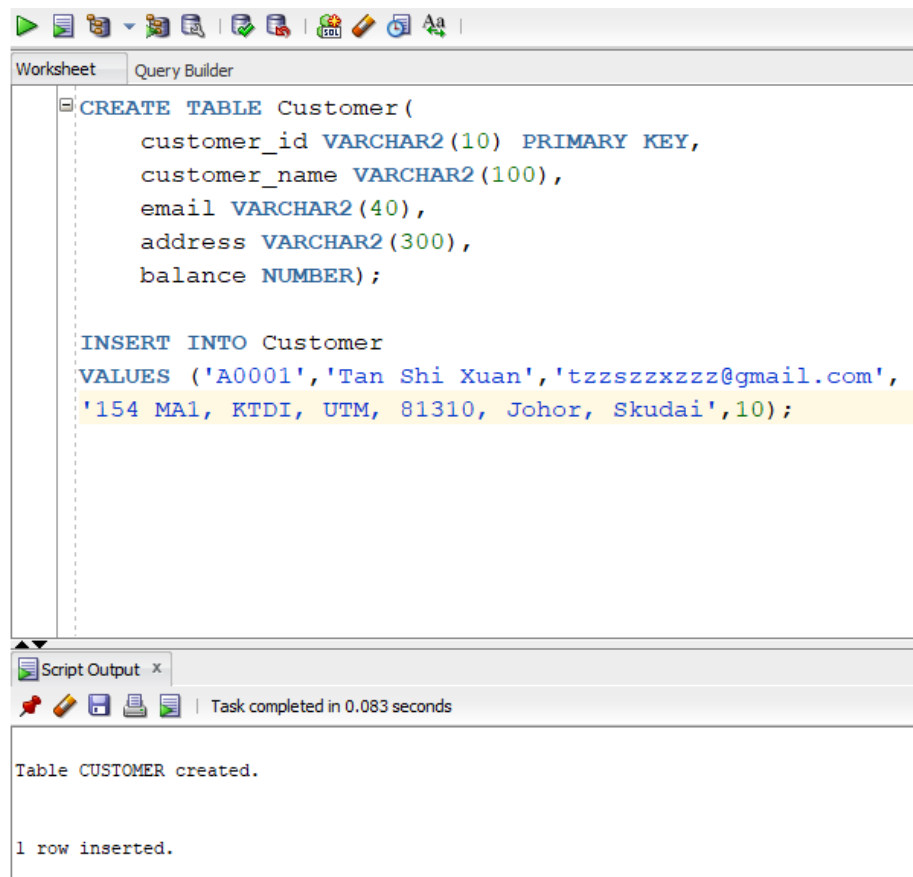 Worksheet Query Builder
CREATE TABLE Customer(
customer_id VARCHAR2(10) PRIMARY KEY,
customer_name VARCHAR2(100),
email VARCHAR2(40),
address VARCHAR2(300),
balance NUMBER);
INSERT INTO Customer
VALUES ('A0001','Tan Shi Xuan','tzzszzxzzz@gmail.com',
'154 MA1, KTDI, UTM, 81310, Johor, Skudai',10);
Script Output x
Task completed in 0.083 seconds
Table CUSTOMER created.
1 row inserted.